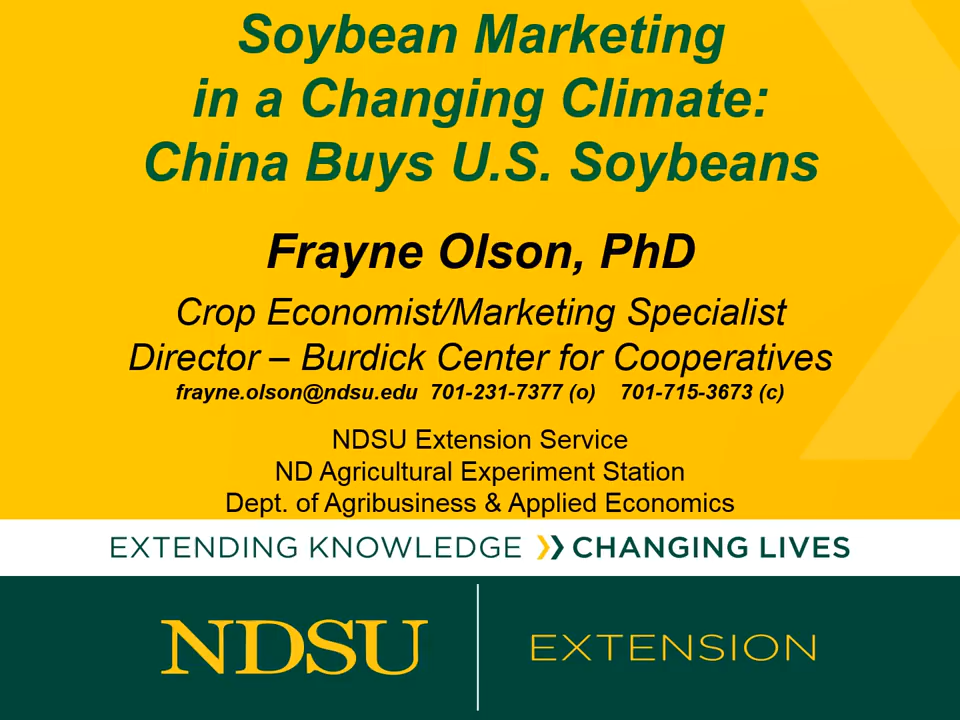 Soybean Marketing
in a Changing Climate:
China Buys U.S. Soybeans
Frayne Olson, PhD
Crop Economist/Marketing Specialist
Director – Burdick Center for Cooperatives
frayne.olson@ndsu.edu 701-231-7377 (o) 701-715-3673 (c)
NDSU Extension Service
ND Agricultural Experiment Station
Dept. of Agribusiness & Applied Economics
EXTENDING KNOWLEDGE CHANGING LIVES
NDSU EXTENSION